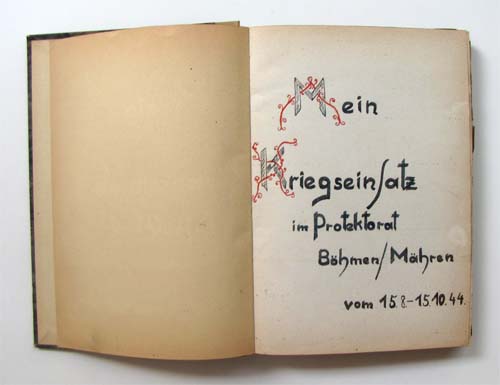 Mein
Kriegseinsatz
im Protektorat
Böhmen/Mähren
vom 15.8-15.10.44.